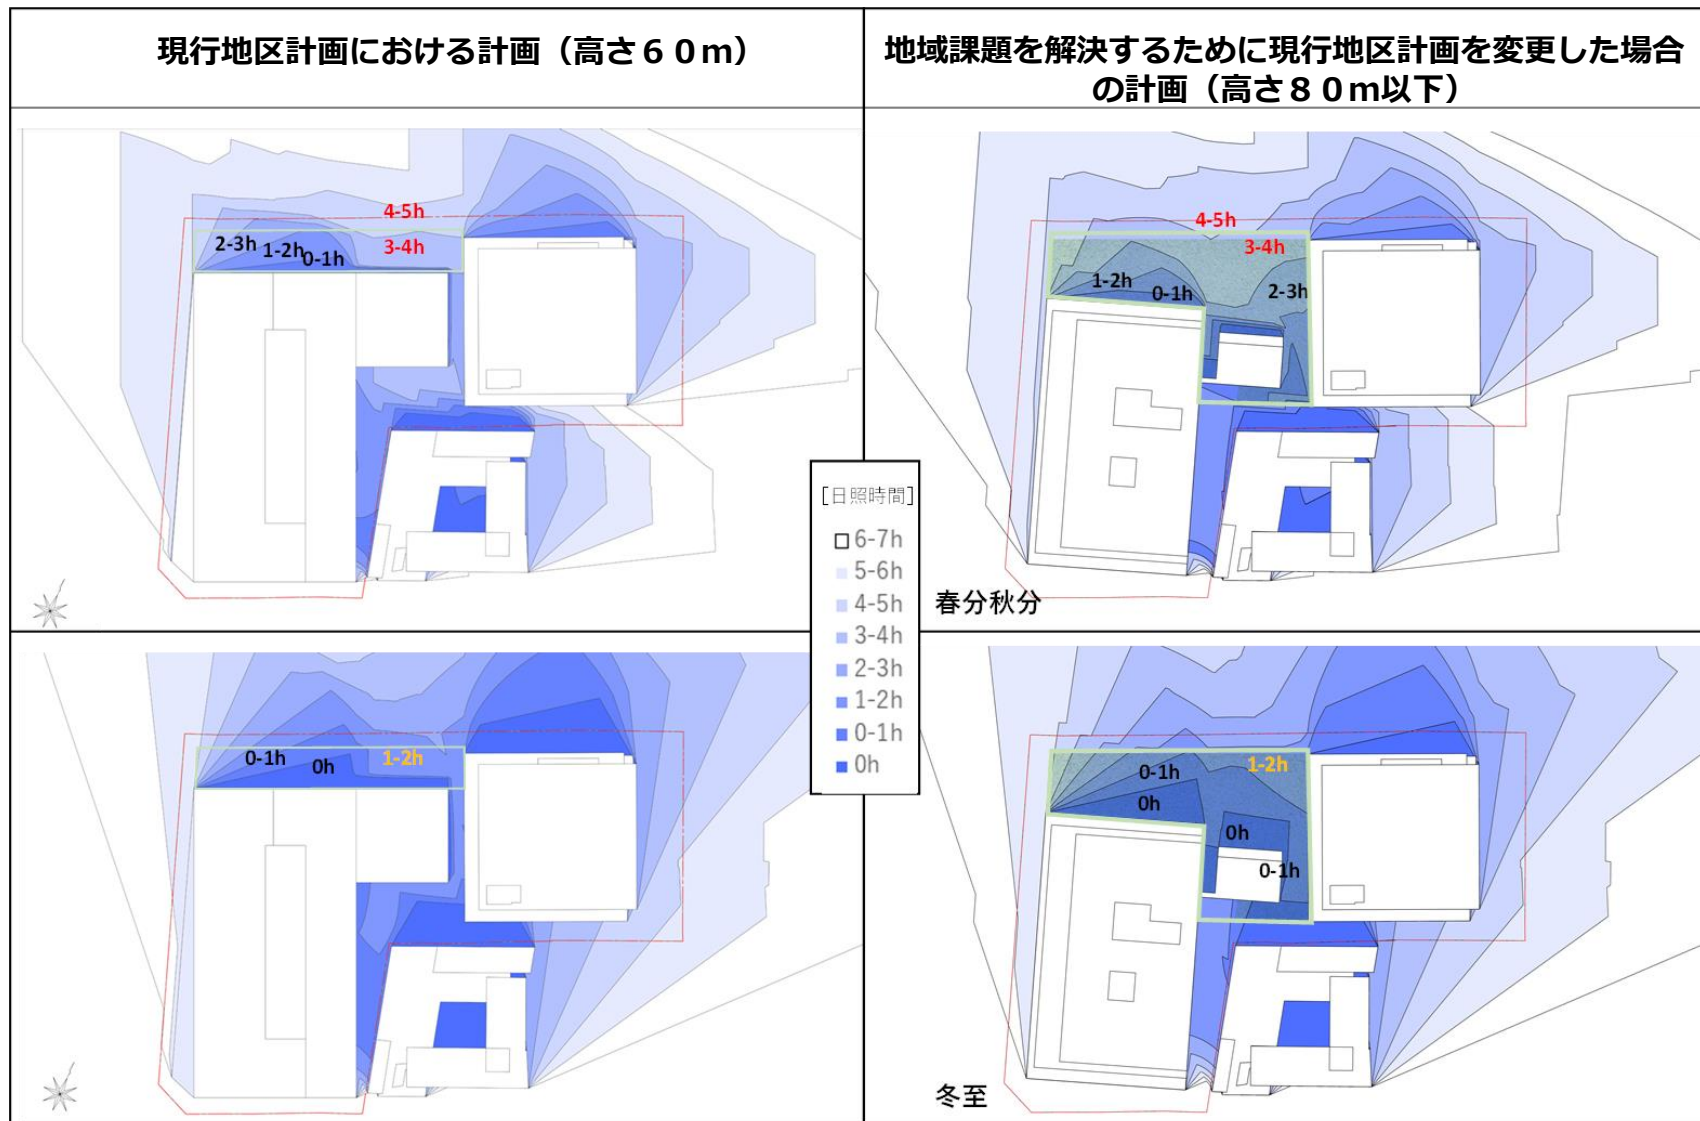 現行地区計画における計画（高さ６０ｍ）
地域課題を解決するために現行地区計画を変更した場合
の計画（高さ８０ｍ以下）
4-5h
2-3h
1-2h
0-1h
3-4h
4-5h
3-4h
1-2h
0-1h
2-3h
[日照時間]
6-7h
5-6h
4-5h
3-4h
2-3h
1-2h
0-1h
0h
春分秋分
0-1h
0h
1-2h
0-1h
1-2h
0h
0h
0-1h
冬至